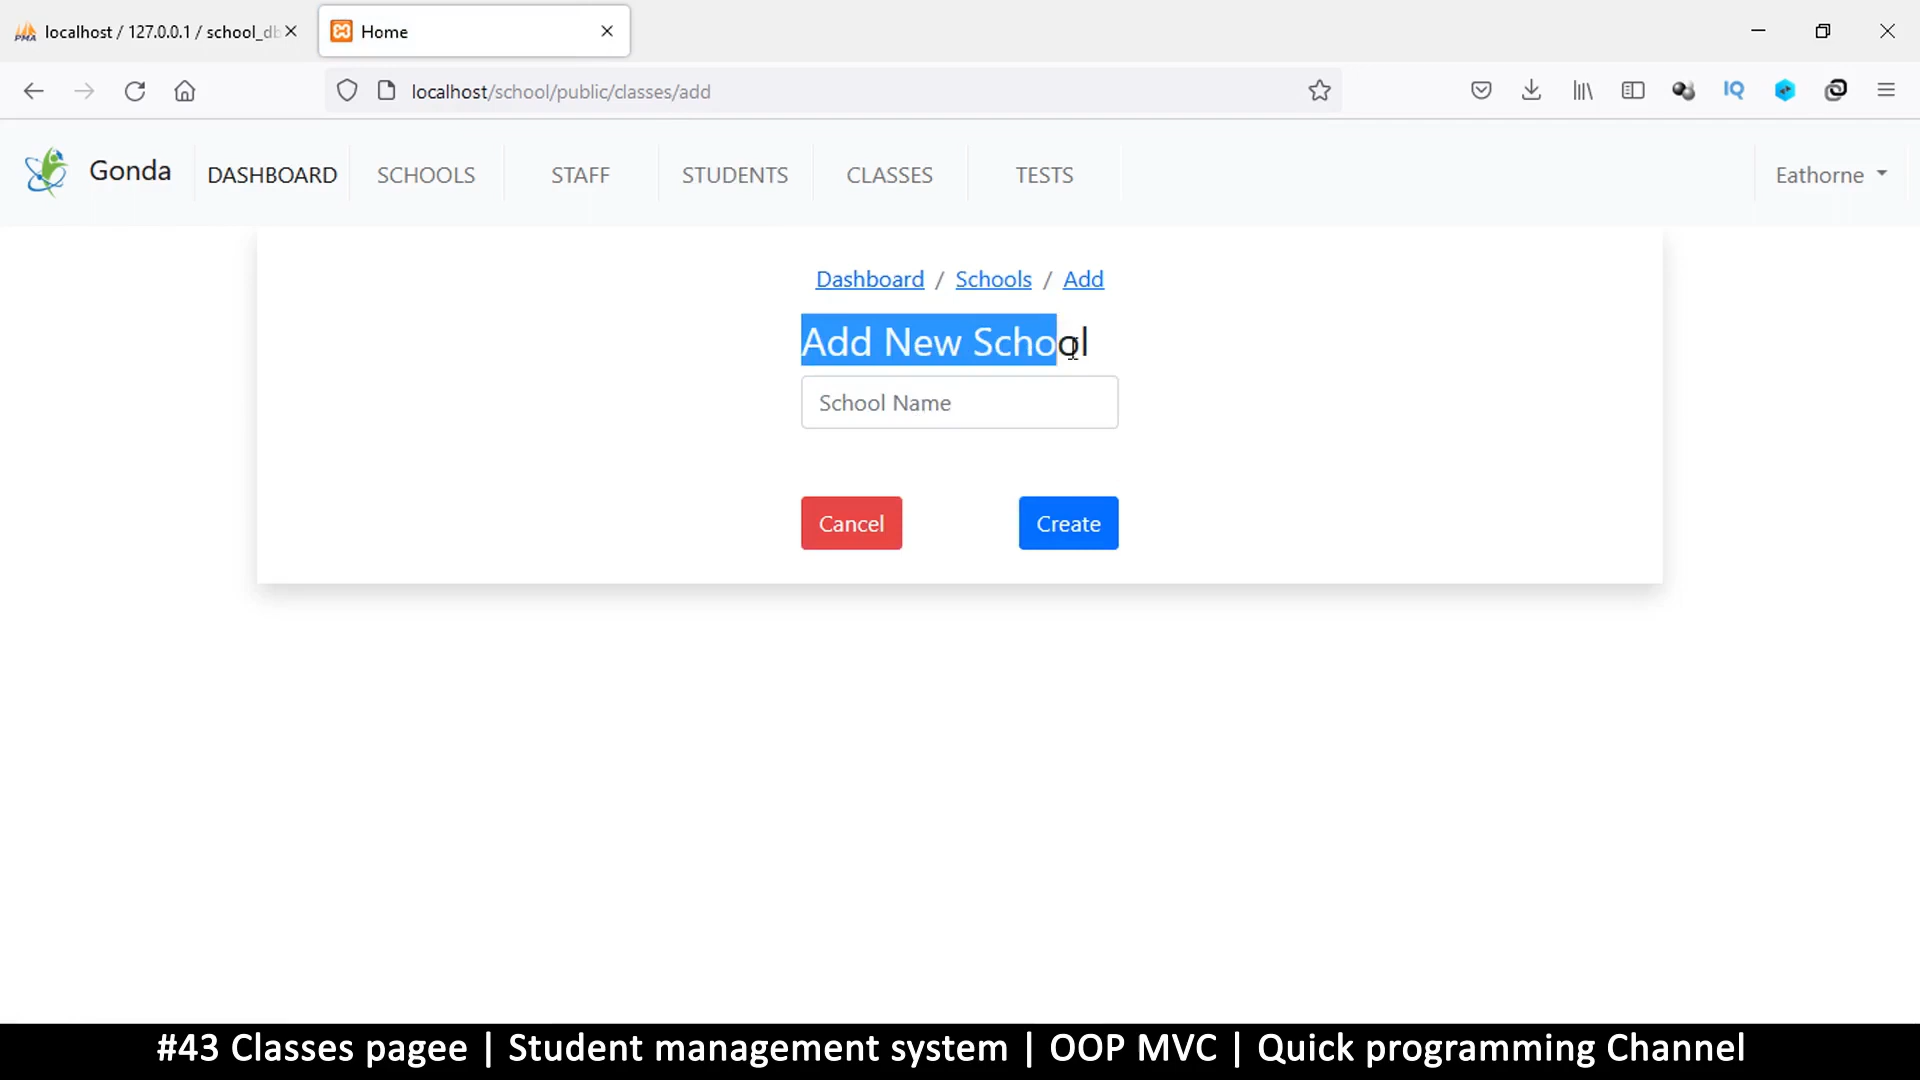 localhost / 127.0.0.1 / school_db
Home
localhost/school/public/classes/add
IQ
Gonda
DASHBOARD
SCHOOLS
STAFF
STUDENTS
CLASSES
TESTS
Eathorne
Dashboard / Schools / Add
Add New School
School Name
Cancel
Create
#43 Classes pagee | Student management system | OOP MVC | Quick programming Channel